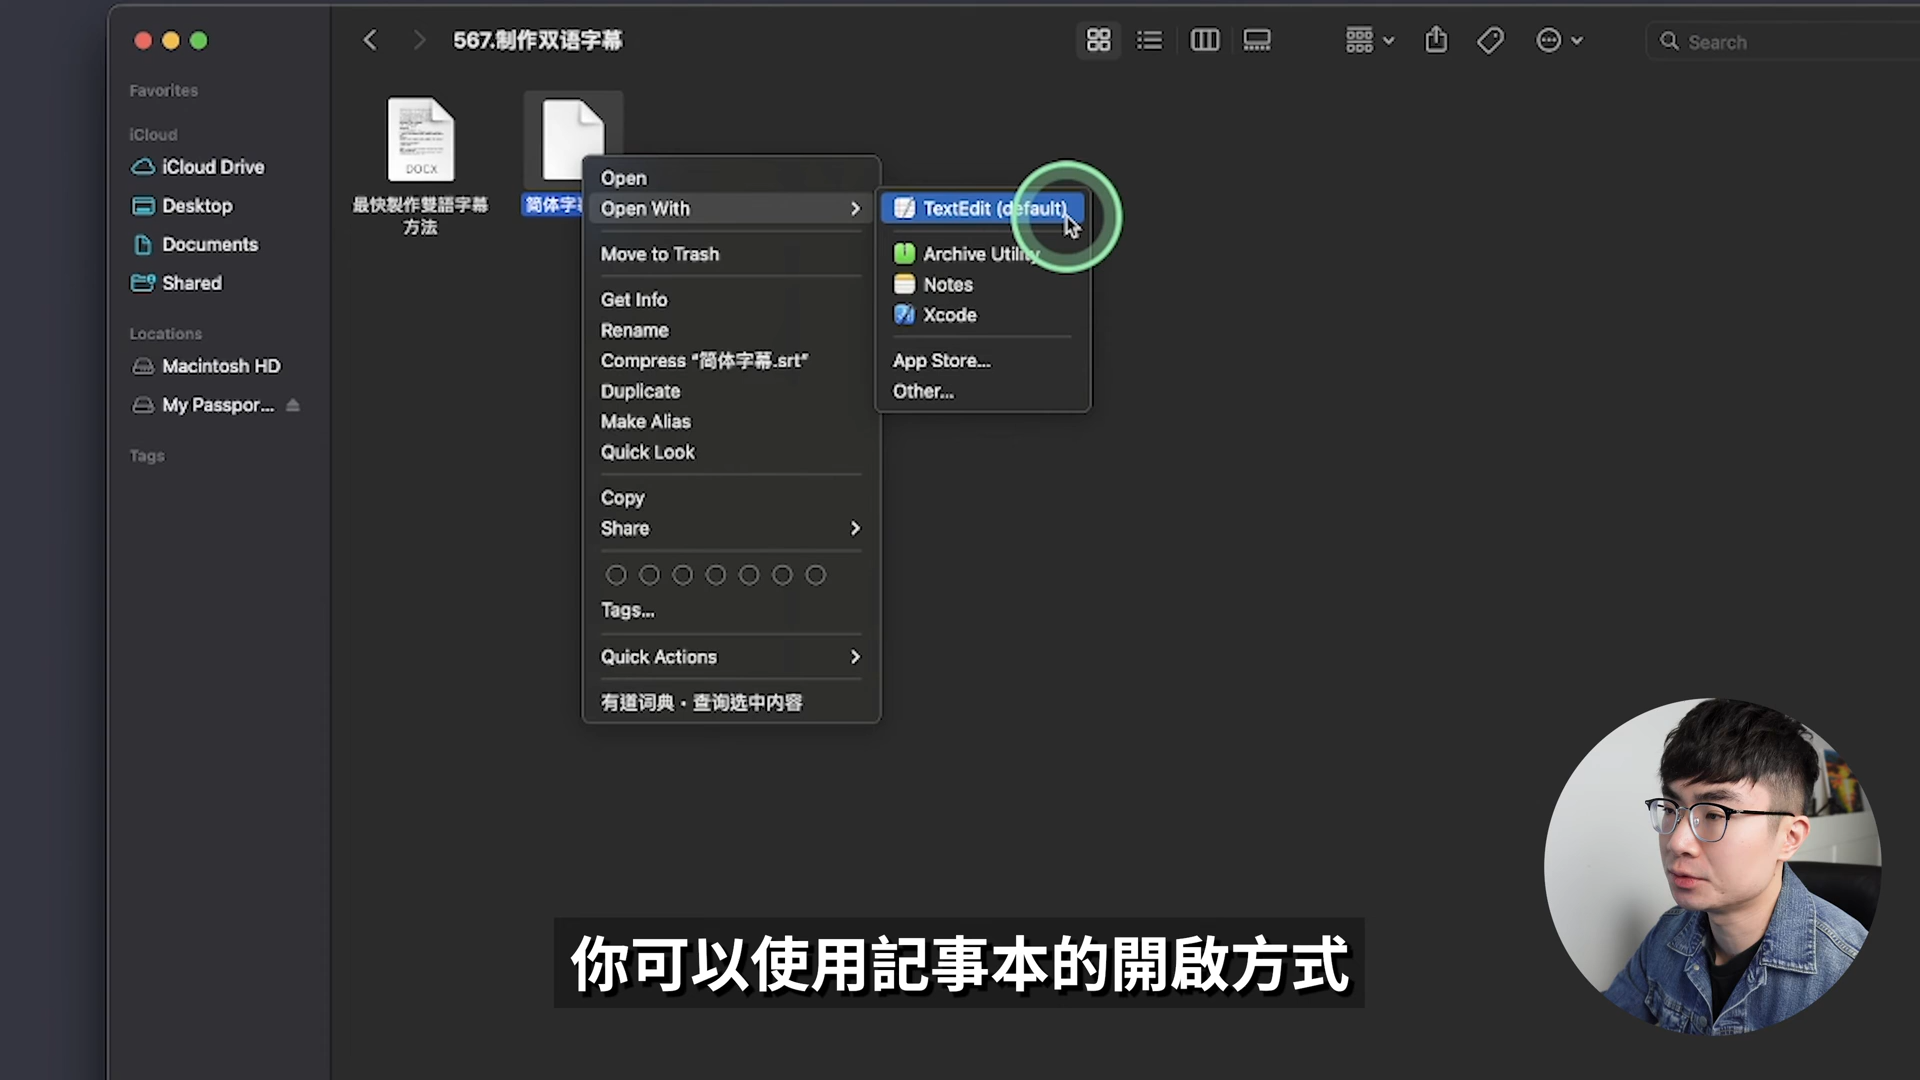 567.制作双语字幕
Search
Favorites
iCloud
iCloud Drive
Desktop
Documents
Shared
Locations
Macintosh HD
My Passpor...
Tags
DOCX
最快製作雙語字幕
方法
简体字
Open
Open With
Move to Trash
Get Info
Rename
Compress “简体字幕.srt”
Duplicate
Make Alias
Quick Look
Copy
Share
Tags...
Quick Actions
有道词典・查询选中内容
TextEdit (default)
Archive Utility
Notes
Xcode
App Store...
Other...
你可以使用記事本的開啟方式